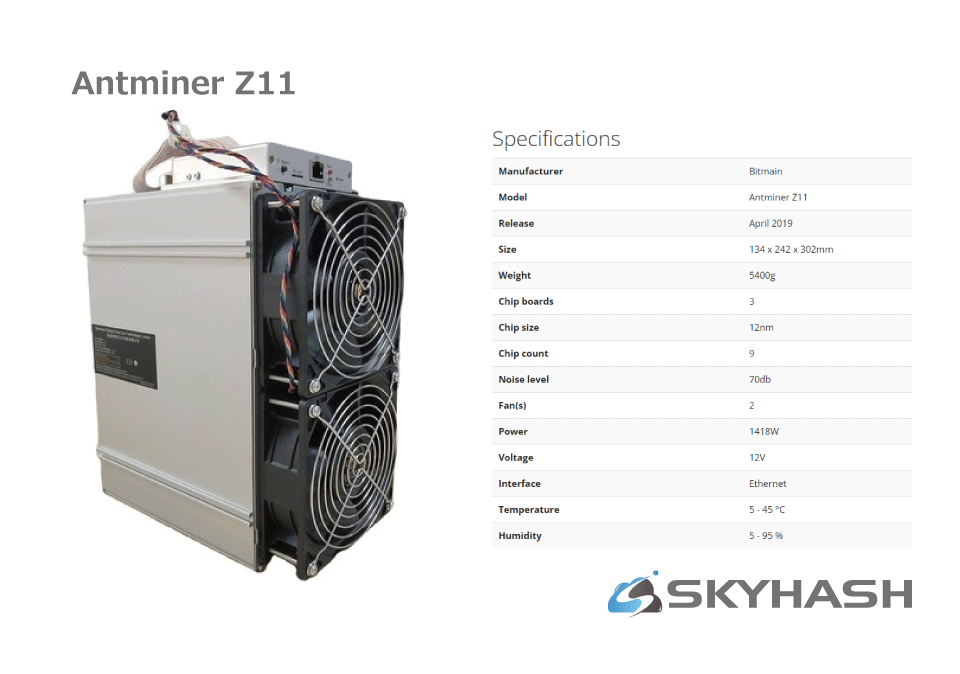 Antminer Z11
Specifications
Manufacturer Bitmain
Model Antminer Z11
Release April 2019
Size 134 x 242 x 302mm
Weight 5400g
Chip boards 3
Chip size 12nm
Chip count 9
Noise level 70db
Fan(s) 2
Power 1418W
Voltage 12V
Interface Ethernet
Temperature 5 - 45 °C
Humidity 5 - 95 %
SKYHASH